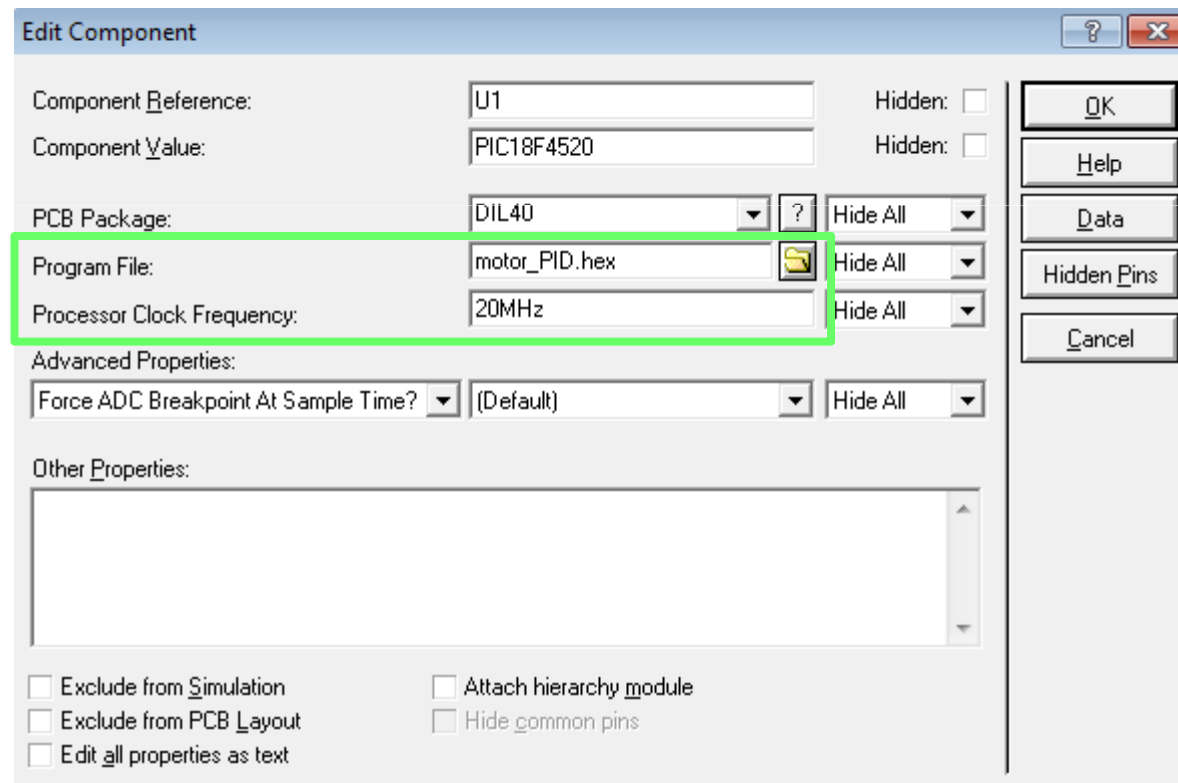 Edit Component
Component Reference: U1 Hidden:
Component Value: PIC18F4520 Hidden:
PCB Package: DIL40 ? Hide All
Program File: motor_PID.hex Hide All
Processor Clock Frequency: 20MHz Hide All
Advanced Properties:
Force ADC Breakpoint At Sample Time? (Default) Hide All
Other Properties:
Exclude from Simulation Attach hierarchy module
Exclude from PCB Layout Hide common pins
Edit all properties as text
OK
Help
Data
Hidden Pins
Cancel